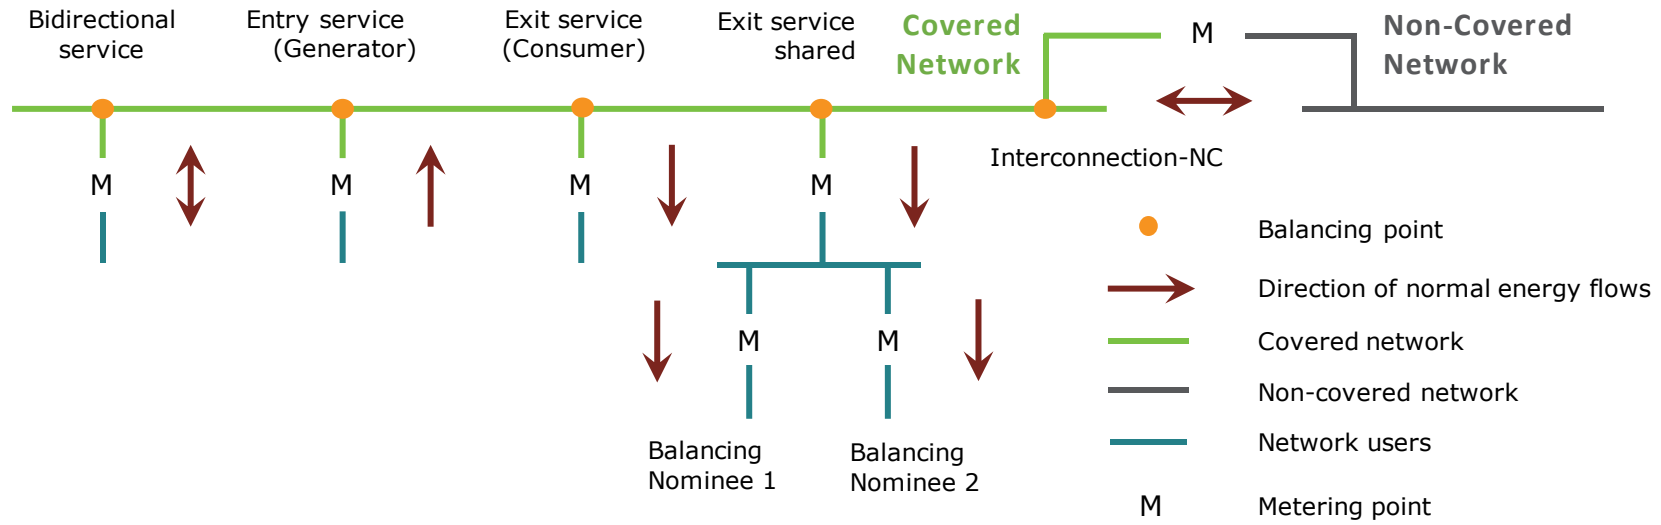 Bidirectional
service
Entry service
(Generator)
Exit service
(Consumer)
Exit service
shared
Covered
Network
M
Non-Covered
Network
Interconnection-NC
M
M
M
M
M
M
Balancing
Nominee 1
Balancing
Nominee 2
Balancing point
Direction of normal energy flows
Covered network
Non-covered network
Network users
M
Metering point